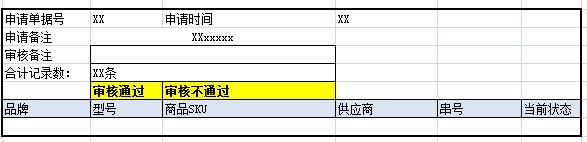 申请单据号 XX 申请时间 XX
申请备注 XXxxxxx
审核备注
合计记录数: XX条
审核通过 审核不通过
品牌 型号 商品SKU 供应商 串号 当前状态